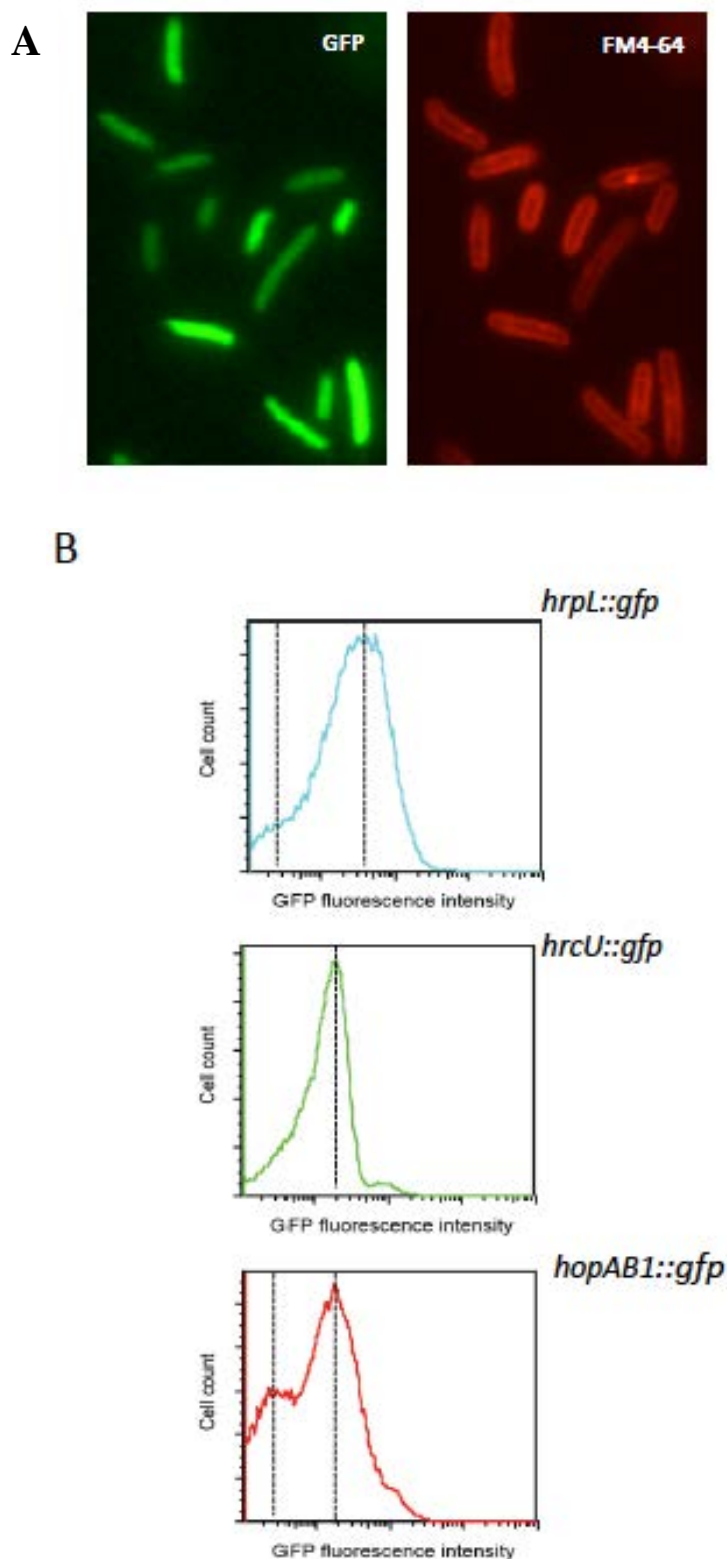 A
GFP
FM4-64
B
hrpL::gfp
Cell count
GFP fluorescence intensity
hrcU::gfp
Cell count
GFP fluorescence intensity
hopAB1::gfp
Cell count
GFP fluorescence intensity